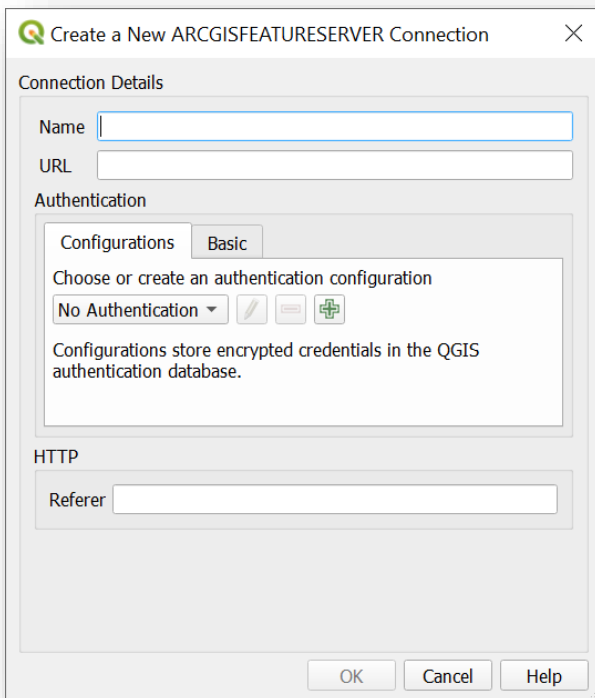 Create a New ARCGISFEATURESERVER Connection
Connection Details
Name
URL
Authentication
Configurations
Basic
Choose or create an authentication configuration
No Authentication
Configurations store encrypted credentials in the QGIS
authentication database.
HTTP
Referer
OK
Cancel
Help